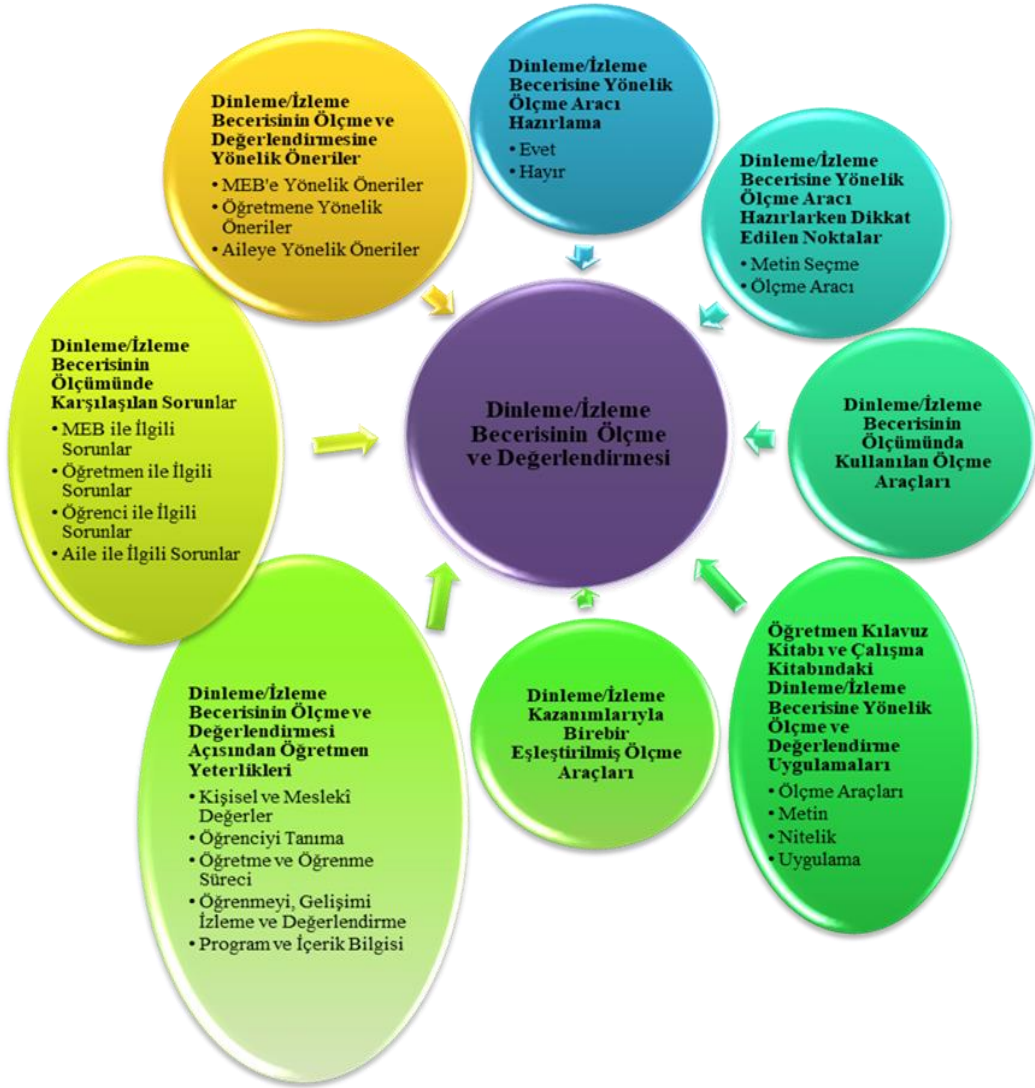 Dinleme/İzleme
Becerisine Yönelik
Ölçme Aracı
Hazırlama
• Evet
• Hayır
Dinleme/İzleme
Becerisine Yönelik
Ölçme Aracı
Hazırlarken Dikkat
Edilen Noktalar
• Metin Seçme
• Ölçme Aracı
Dinleme/İzleme
Becerisinin
Ölçümünda
Kullanılan Ölçme
Araçları
Öğretmen Kılavuz
Kitabı ve Çalışma
Kitabındaki
Dinleme/İzleme
Becerisine Yönelik
Ölçme ve
Değerlendirme
Uygulamaları
• Ölçme Araçları
• Metin
• Nitelik
• Uygulama
Dinleme/İzleme
Kazanımlarıyla
Birebir
Eşleştirilmiş Ölçme
Araçları
Dinleme/İzleme
Becerisinin Ölçme ve
Değerlendirmesi
Açısından Öğretmen
Yeterlikleri
• Kişisel ve Meslekî
Değerler
• Öğrenciyi Tanıma
• Öğretme ve Öğrenme
Süreci
• Öğrenmeyi, Gelişimi
İzleme ve Değerlendirme
• Program ve İçerik Bilgisi
Dinleme/İzleme
Becerisinin
Ölçümünde
Karşılaşılan Sorunlar
• MEB ile İlgili
Sorunlar
• Öğretmen ile İlgili
Sorunlar
• Öğrenci ile İlgili
Sorunlar
• Aile ile İlgili Sorunlar
Dinleme/İzleme
Becerisinin Ölçme ve
Değerlendirmesine
Yönelik Öneriler
• MEB'e Yönelik Öneriler
• Öğretmene Yönelik
Öneriler
• Aileye Yönelik Öneriler
Dinleme/İzleme
Becerisinin Ölçme
ve Değerlendirmesi